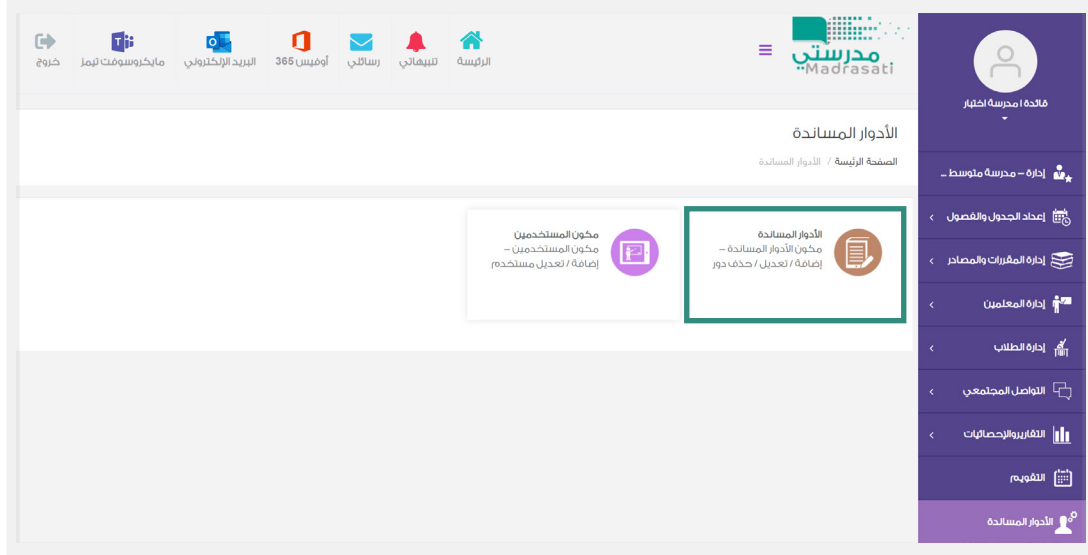 مدرستي
Madrasati
الرئيسة
تنبيهاتي
رسائلي
أوفيس 365
البريد الإلكتروني
مايكروسوفت تيمز
خروج
قائدة ا مدرسة اختبار
الأدوار المساندة
الصفحة الرئيسة / الأدوار المساندة
الأدوار المساندة
مكون الأدوار المساندة –
إضافة / تعديل / حذف دور
مكون المستخدمين
مكون المستخدمين –
إضافة / تعديل مستخدم
إدارة – مدرسة متوسط ..
إعداد الجدول والفصول
إدارة المقررات والمصادر
إدارة المعلمين
إدارة الطلاب
التواصل المجتمعي
التقاريروالإحصائيات
التقويم
الأدوار المساندة